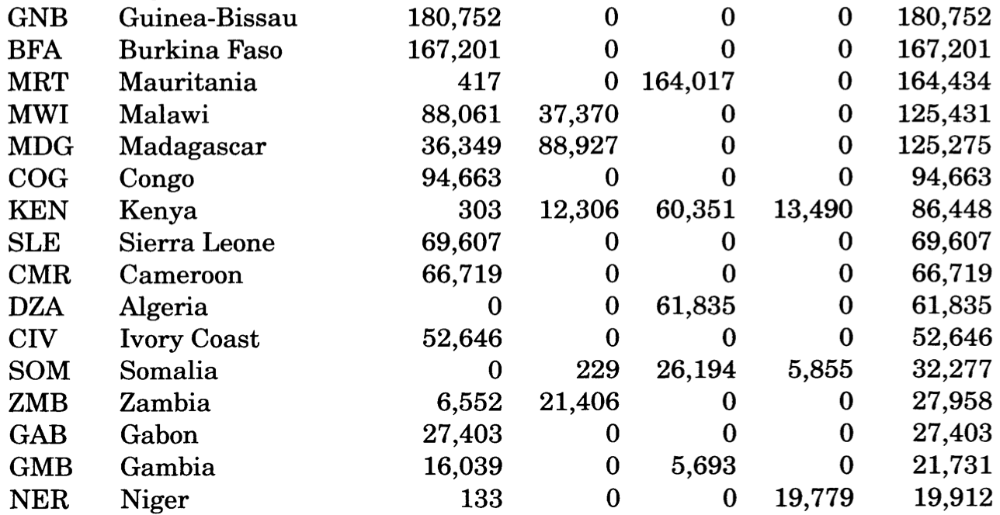 GNB Guinea-Bissau 180,752 0 0 0 180,752
BFA Burkina Faso 167,201 0 0 0 167,201
MRT Mauritania 417 0 164,017 0 164,434
MWI Malawi 88,061 37,370 0 0 125,431
MDG Madagascar 36,349 88,927 0 0 125,275
COG Congo 94,663 0 0 0 94,663
KEN Kenya 303 12,306 60,351 13,490 86,448
SLE Sierra Leone 69,607 0 0 0 69,607
CMR Cameroon 66,719 0 0 0 66,719
DZA Algeria 0 0 61,835 0 61,835
CIV Ivory Coast 52,646 0 0 0 52,646
SOM Somalia 0 229 26,194 5,855 32,277
ZMB Zambia 6,552 21,406 0 0 27,958
GAB Gabon 27,403 0 0 0 27,403
GMB Gambia 16,039 0 5,693 0 21,731
NER Niger 133 0 0 19,779 19,912